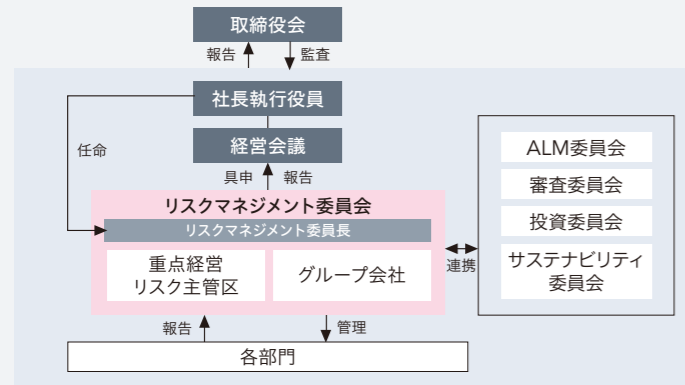 取締役会
報告
監査
社長執行役員
任命
経営会議
具申
報告
リスクマネジメント委員会
リスクマネジメント委員長
重点経営
リスク主管区
グループ会社
連携
ALM委員会
審査委員会
投資委員会
サステナビリティ
委員会
報告
管理
各部門